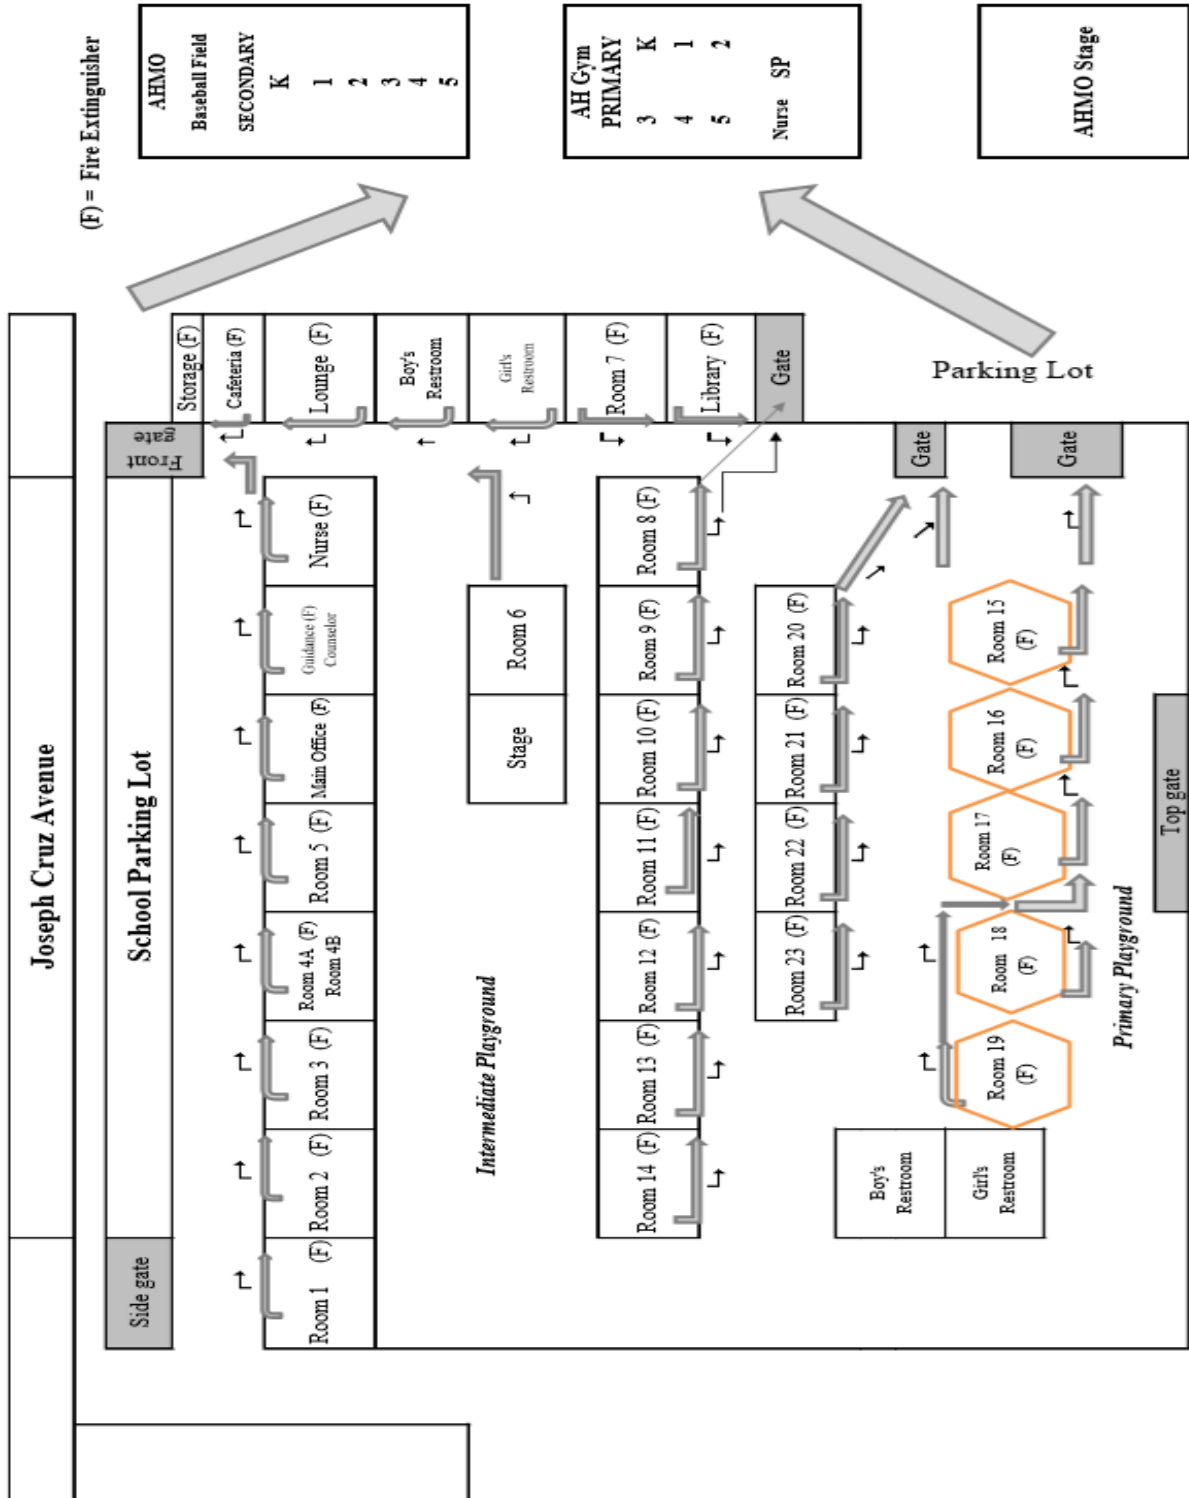 Joseph Cruz Avenue
School Parking Lot
Side gate
Front
gate
(F) = Fire Extinguisher
AHMO
Baseball Field
SECONDARY
K
1
2
3
4
5
AH Gym
PRIMARY
3 K
4 1
5 2
Nurse SP
AHMO Stage
Storage (F)
Cafeteria (F)
Lounge (F)
Boy's
Restroom
Girl's
Restroom
Room 7 (F)
Library (F)
Gate
Parking Lot
Room 1 (F)
Room 2 (F)
Room 3 (F)
Room 4A (F)
Room 4B
Room 5 (F)
Main Office (F)
Guidance (F)
Counselor
Nurse (F)
Intermediate Playground
Stage
Room 6
Room 14 (F)
Room 13 (F)
Room 12 (F)
Room 11 (F)
Room 10 (F)
Room 9 (F)
Room 8 (F)
Room 23 (F)
Room 22 (F)
Room 21 (F)
Room 20 (F)
Gate
Gate
Boy's
Restroom
Girl's
Restroom
Room 19
(F)
Room 18
(F)
Room 17
(F)
Room 16
(F)
Room 15
(F)
Primary Playground
Top gate